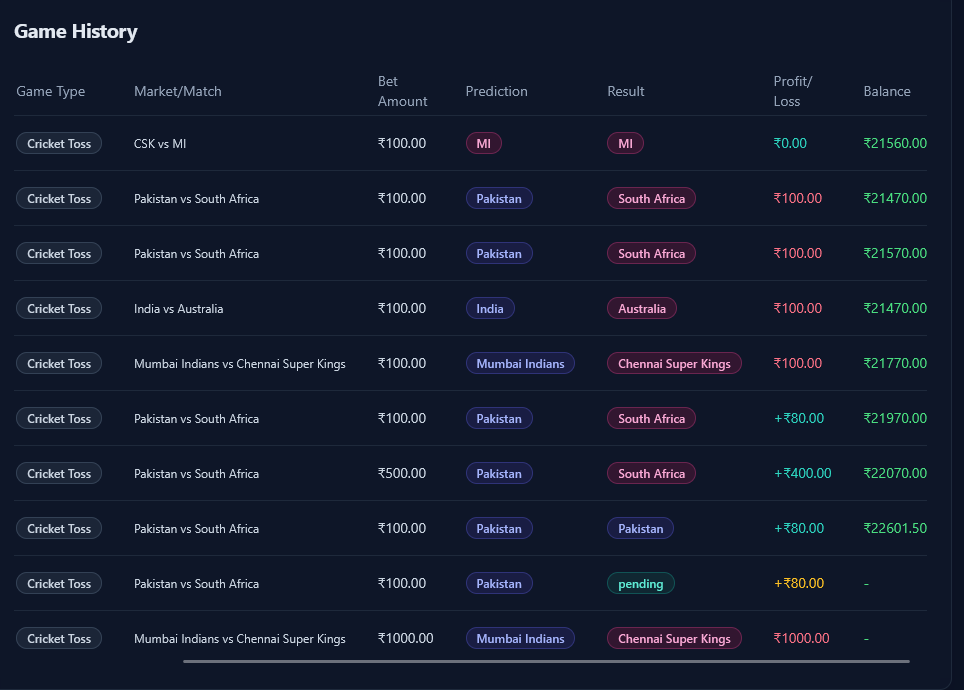 Game History
Game Type Market/Match Bet Amount Prediction Result Profit/ Loss Balance
Cricket Toss CSK vs MI ₹100.00 MI MI ₹0.00 ₹21560.00
Cricket Toss Pakistan vs South Africa ₹100.00 Pakistan South Africa ₹100.00 ₹21470.00
Cricket Toss Pakistan vs South Africa ₹100.00 Pakistan South Africa ₹100.00 ₹21570.00
Cricket Toss India vs Australia ₹100.00 India Australia ₹100.00 ₹21470.00
Cricket Toss Mumbai Indians vs Chennai Super Kings ₹100.00 Mumbai Indians Chennai Super Kings ₹100.00 ₹21770.00
Cricket Toss Pakistan vs South Africa ₹100.00 Pakistan South Africa +₹80.00 ₹21970.00
Cricket Toss Pakistan vs South Africa ₹500.00 Pakistan South Africa +₹400.00 ₹22070.00
Cricket Toss Pakistan vs South Africa ₹100.00 Pakistan Pakistan +₹80.00 ₹22601.50
Cricket Toss Pakistan vs South Africa ₹100.00 Pakistan pending +₹80.00 -
Cricket Toss Mumbai Indians vs Chennai Super Kings ₹1000.00 Mumbai Indians Chennai Super Kings ₹1000.00 -